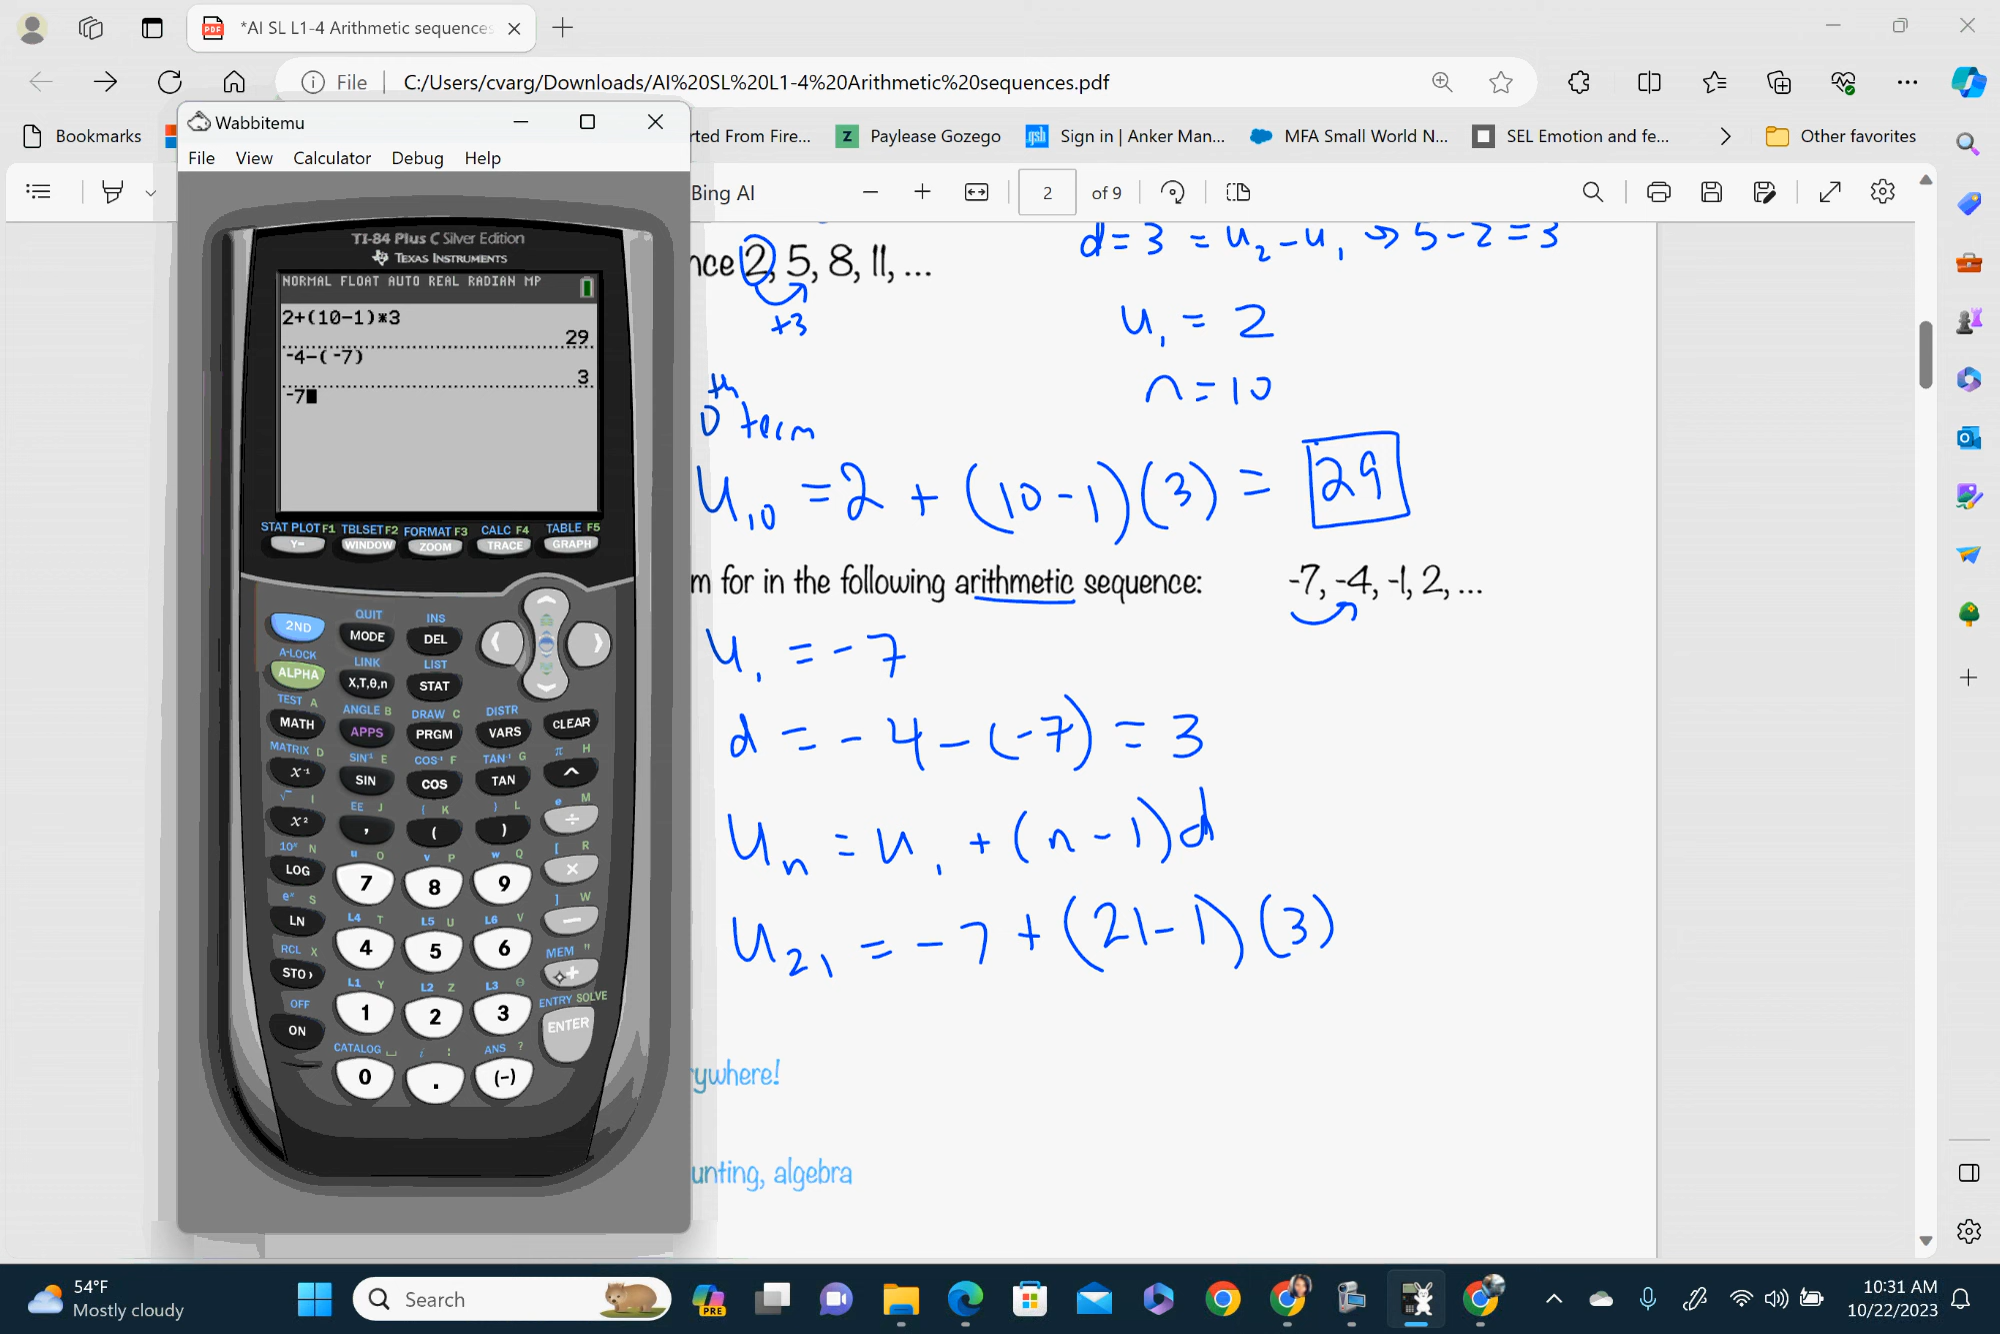 *AI SL L1-4 Arithmetic sequences
File C:/Users/cvarg/Downloads/AI%20SL%20L1-4%20Arithmetic%20sequences.pdf
Bookmarks rted From Fire... Paylease Gozego Sign in | Anker Man... MFA Small World N... SEL Emotion and fe... Other favorites
Bing AI 2 of 9
Wabbitemu
File View Calculator Debug Help
TI-84 Plus C Silver Edition
TEXAS INSTRUMENTS
NORMAL FLOAT AUTO REAL RADIAN MP
2+(10-1)*3
29
-4-(-7)
3
-7
STAT PLOT F1 TBLSET F2 FORMAT F3 CALC F4 TABLE F5
Y= WINDOW ZOOM TRACE GRAPH
QUIT INS
2ND MODE DEL
A-LOCK LINK LIST
ALPHA X,T,θ,n STAT
TEST A ANGLE B DRAW C DISTR
MATH APPS PRGM VARS CLEAR
MATRIX D SIN⁻¹ E COS⁻¹ F TAN⁻¹ G π H
X⁻¹ SIN COS TAN ^
√ I EE J { K } L e M
X² , ( ) ÷
10ˣ N u O v P w Q [ R
LOG 7 8 9 ×
eˣ S L4 T L5 U L6 V ] W
LN 4 5 6 −
RCL X L1 Y L2 Z L3 θ MEM "
STO› 1 2 3 +
OFF CATALOG i : ANS ? ENTRY SOLVE
ON 0 . (-) ENTER
nce 2, 5, 8, 11, ...
+3
d = 3 = u₂ - u₁ → 5 - 2 = 3
u₁ = 2
n = 10
0th term
u₁₀ = 2 + (10 - 1)(3) = 29
m for in the following arithmetic sequence: -7, -4, -1, 2, ...
u₁ = -7
d = -4 - (-7) = 3
uₙ = u₁ + (n - 1)d
u₂₁ = -7 + (21 - 1)(3)
ywhere!
unting, algebra
54°F
Mostly cloudy
Search
PRE
10:31 AM
10/22/2023